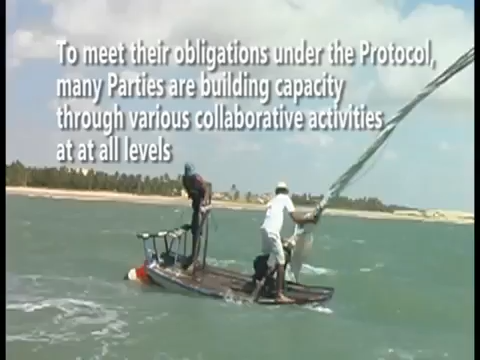 To meet their obligations under the Protocol,
many Parties are building capacity
through various collaborative activities
at at all levels